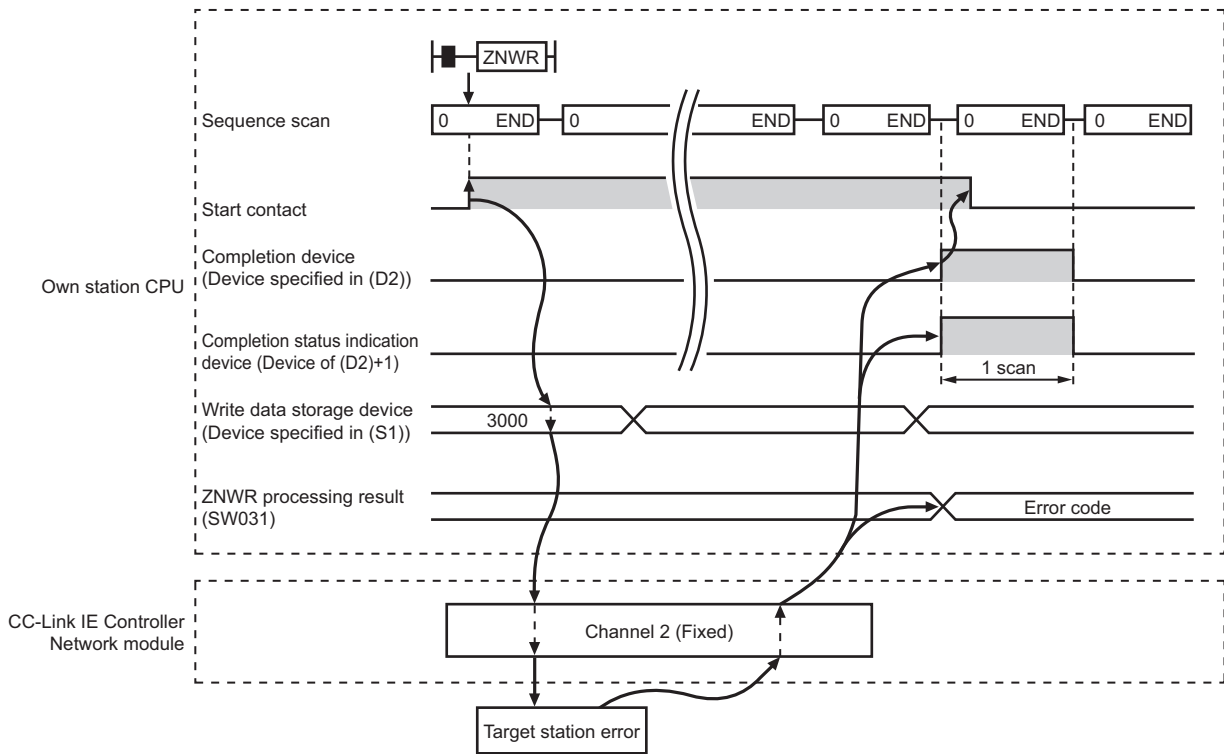 ZNWR
Sequence scan
0 END 0 END 0 END 0 END 0 END
Start contact
Completion device
(Device specified in (D2))
Own station CPU
Completion status indication
device (Device of (D2)+1)
1 scan
Write data storage device
(Device specified in (S1))
3000
ZNWR processing result
(SW031)
Error code
CC-Link IE Controller
Network module
Channel 2 (Fixed)
Target station error